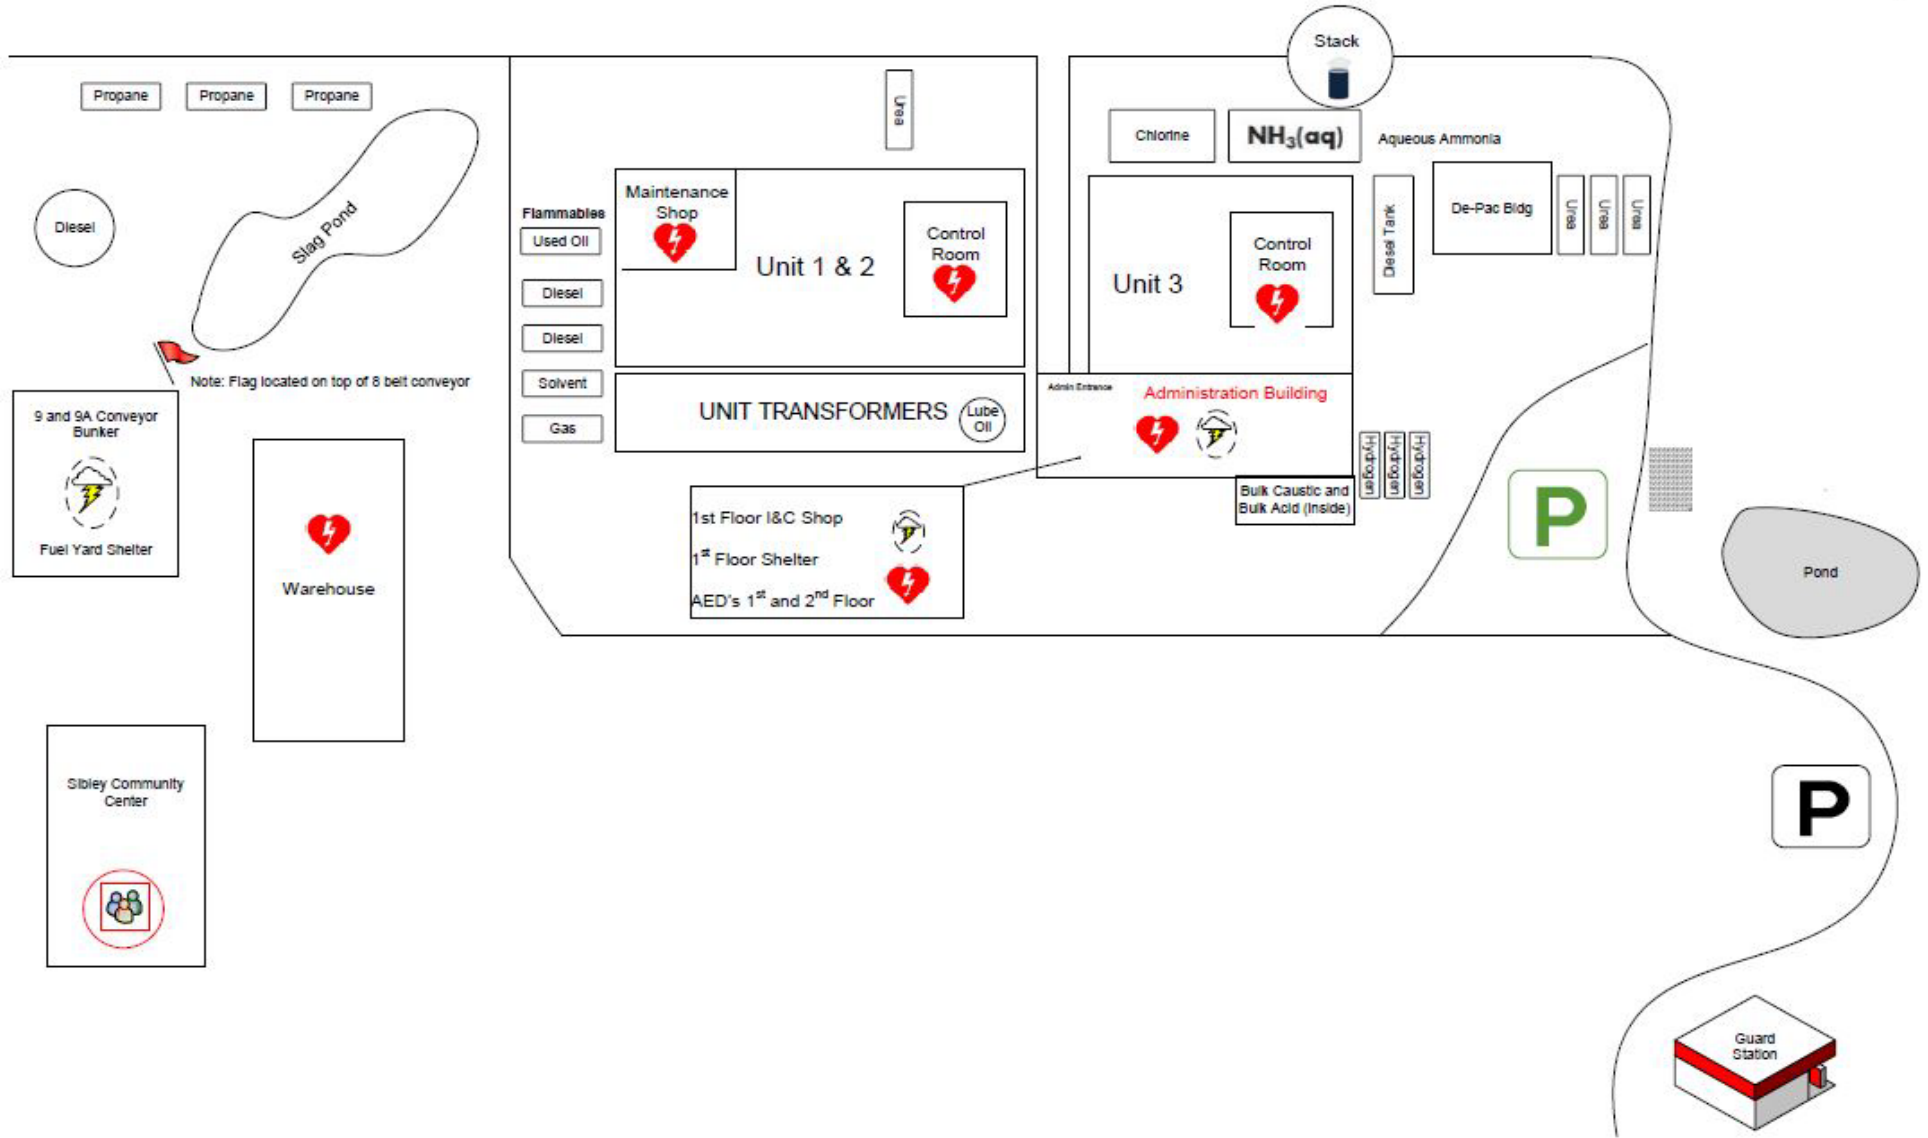 Stack
Propane
Propane
Propane
Urea
Chlorine
NH3(aq)
Aqueous Ammonia
Diesel
Slag Pond
Flammables
Used Oil
Diesel
Diesel
Solvent
Gas
Maintenance
Shop
Unit 1 & 2
Control
Room
Unit 3
Control
Room
Diesel Tank
De-Pac Bldg
Urea
Urea
Urea
Note: Flag located on top of 8 belt conveyor
UNIT TRANSFORMERS
Lube
Oil
Admin Entrance
Administration Building
Hydrogen
Hydrogen
Hydrogen
Bulk Caustic and
Bulk Acid (Inside)
9 and 9A Conveyor
Bunker
Fuel Yard Shelter
Warehouse
1st Floor I&C Shop
1st Floor Shelter
AED's 1st and 2nd Floor
P
Pond
Sibley Community
Center
P
Guard
Station